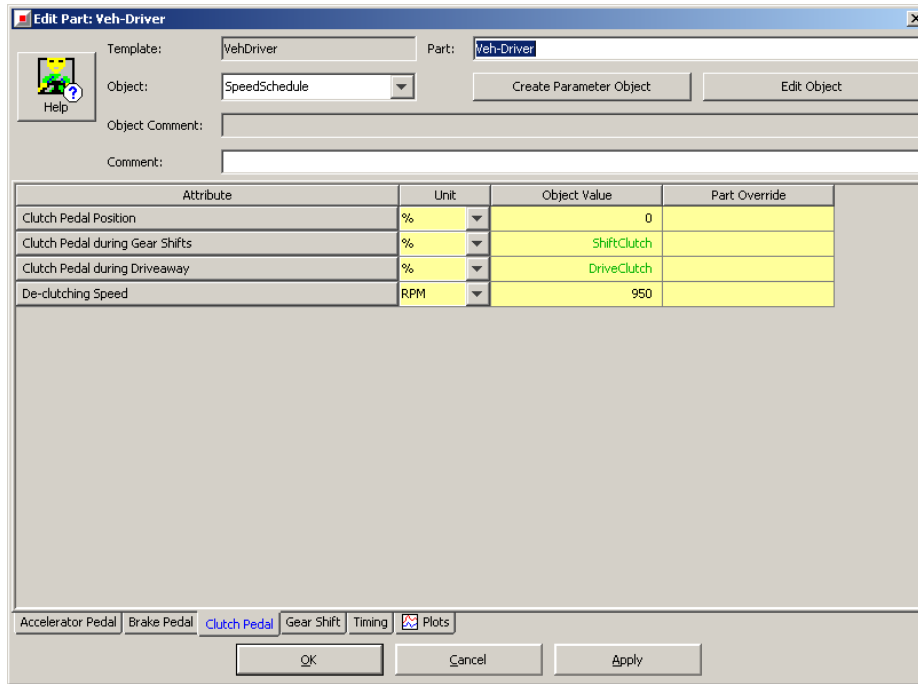 Edit Part: Veh-Driver
Template: VehDriver Part: Veh-Driver
Help
Object: SpeedSchedule Create Parameter Object Edit Object
Object Comment:
Comment:
Attribute Unit Object Value Part Override
Clutch Pedal Position % 0
Clutch Pedal during Gear Shifts % ShiftClutch
Clutch Pedal during Driveaway % DriveClutch
De-clutching Speed RPM 950
Accelerator Pedal Brake Pedal Clutch Pedal Gear Shift Timing Plots
OK Cancel Apply